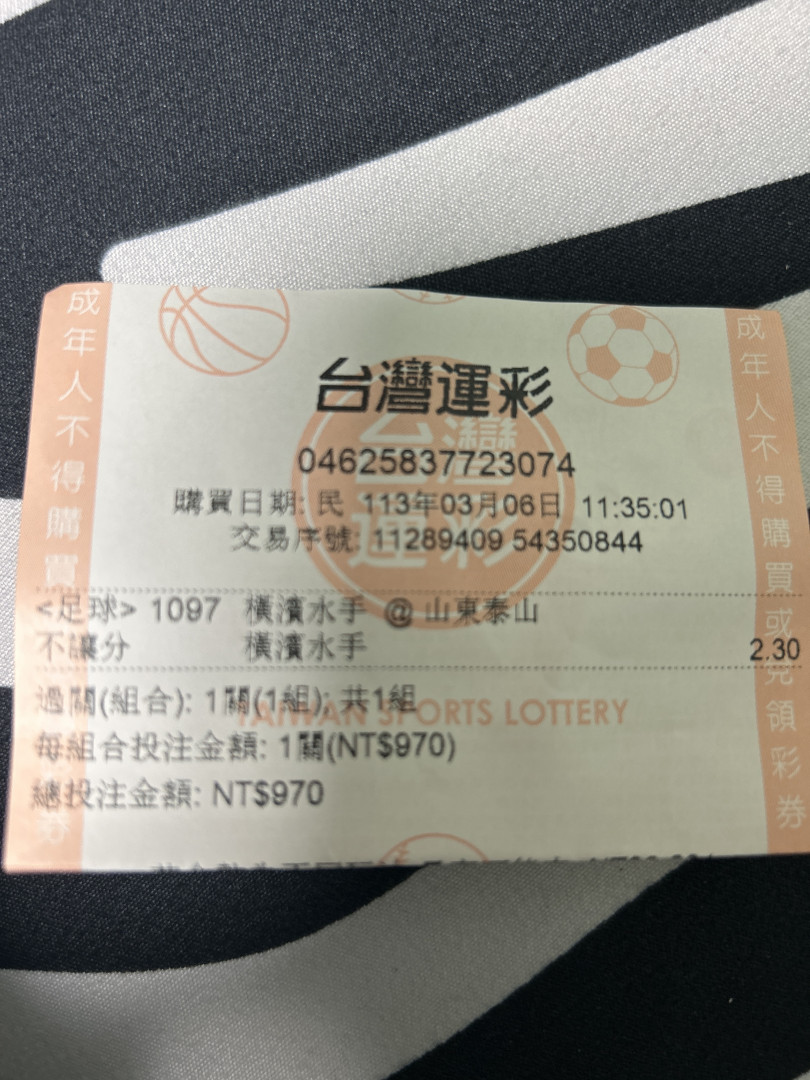 台灣運彩
04625837723074
購買日期: 民 113年03月06日 11:35:01
交易序號: 11289409 54350844
<足球> 1097 橫濱水手 @ 山東泰山
不讓分 橫濱水手 2.30
過關(組合): 1關(1組); 共1組
TAIWAN SPORTS LOTTERY
每組合投注金額: 1關(NT$970)
總投注金額: NT$970
成年人不得購買
券
成年人不得購買或兌領彩券
台灣運彩